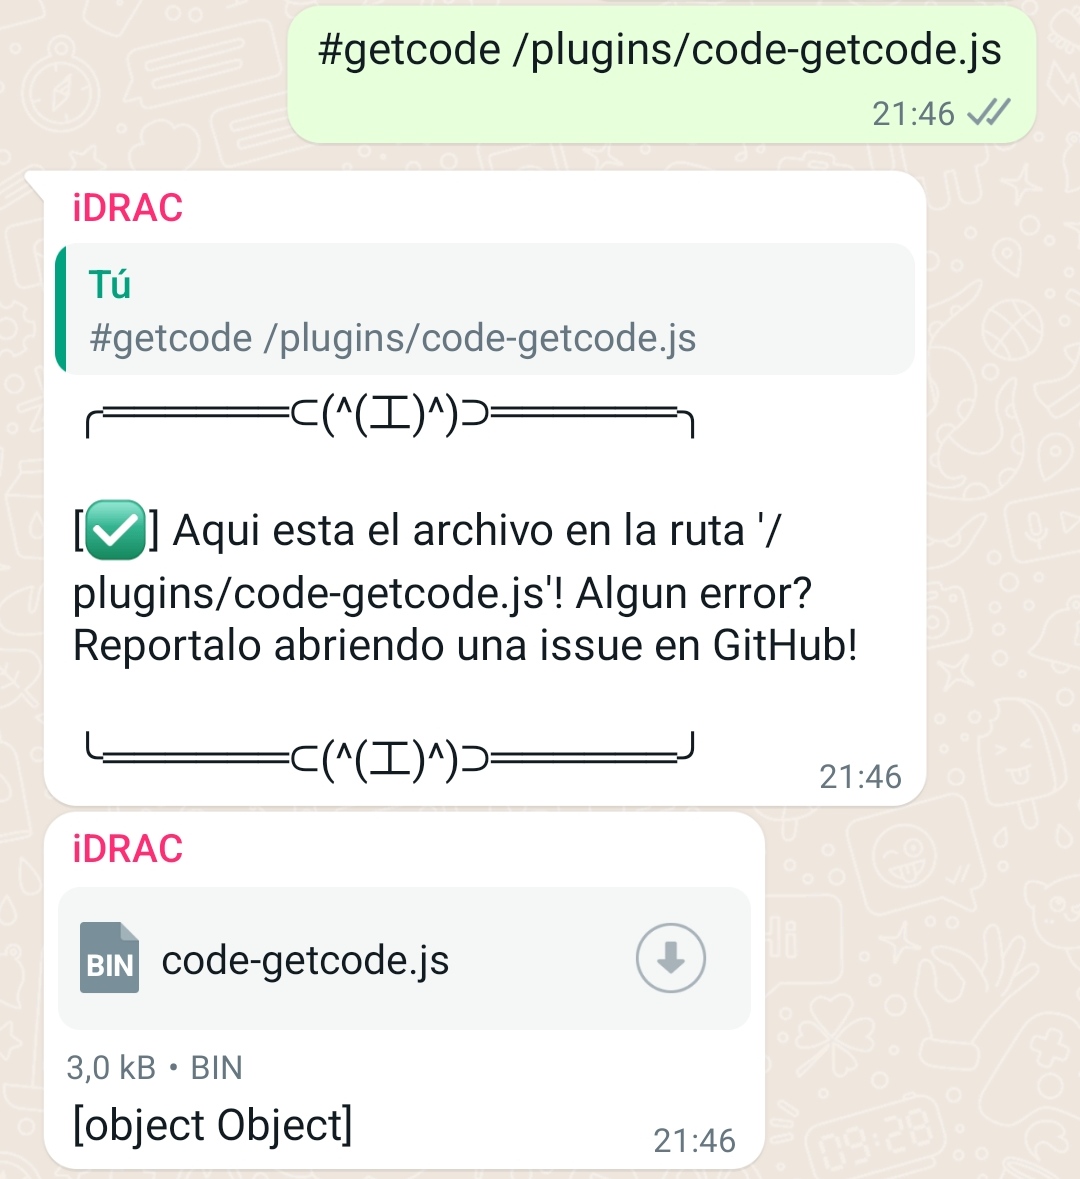 #getcode /plugins/code-getcode.js
21:46
iDRAC
Tú
#getcode /plugins/code-getcode.js
╭══════⊂(^(工)^)⊃══════╮
[✅] Aqui esta el archivo en la ruta '/
plugins/code-getcode.js'! Algun error?
Reportalo abriendo una issue en GitHub!
╰══════⊂(^(工)^)⊃══════╯
21:46
iDRAC
BIN code-getcode.js
3,0 kB • BIN
[object Object]
21:46